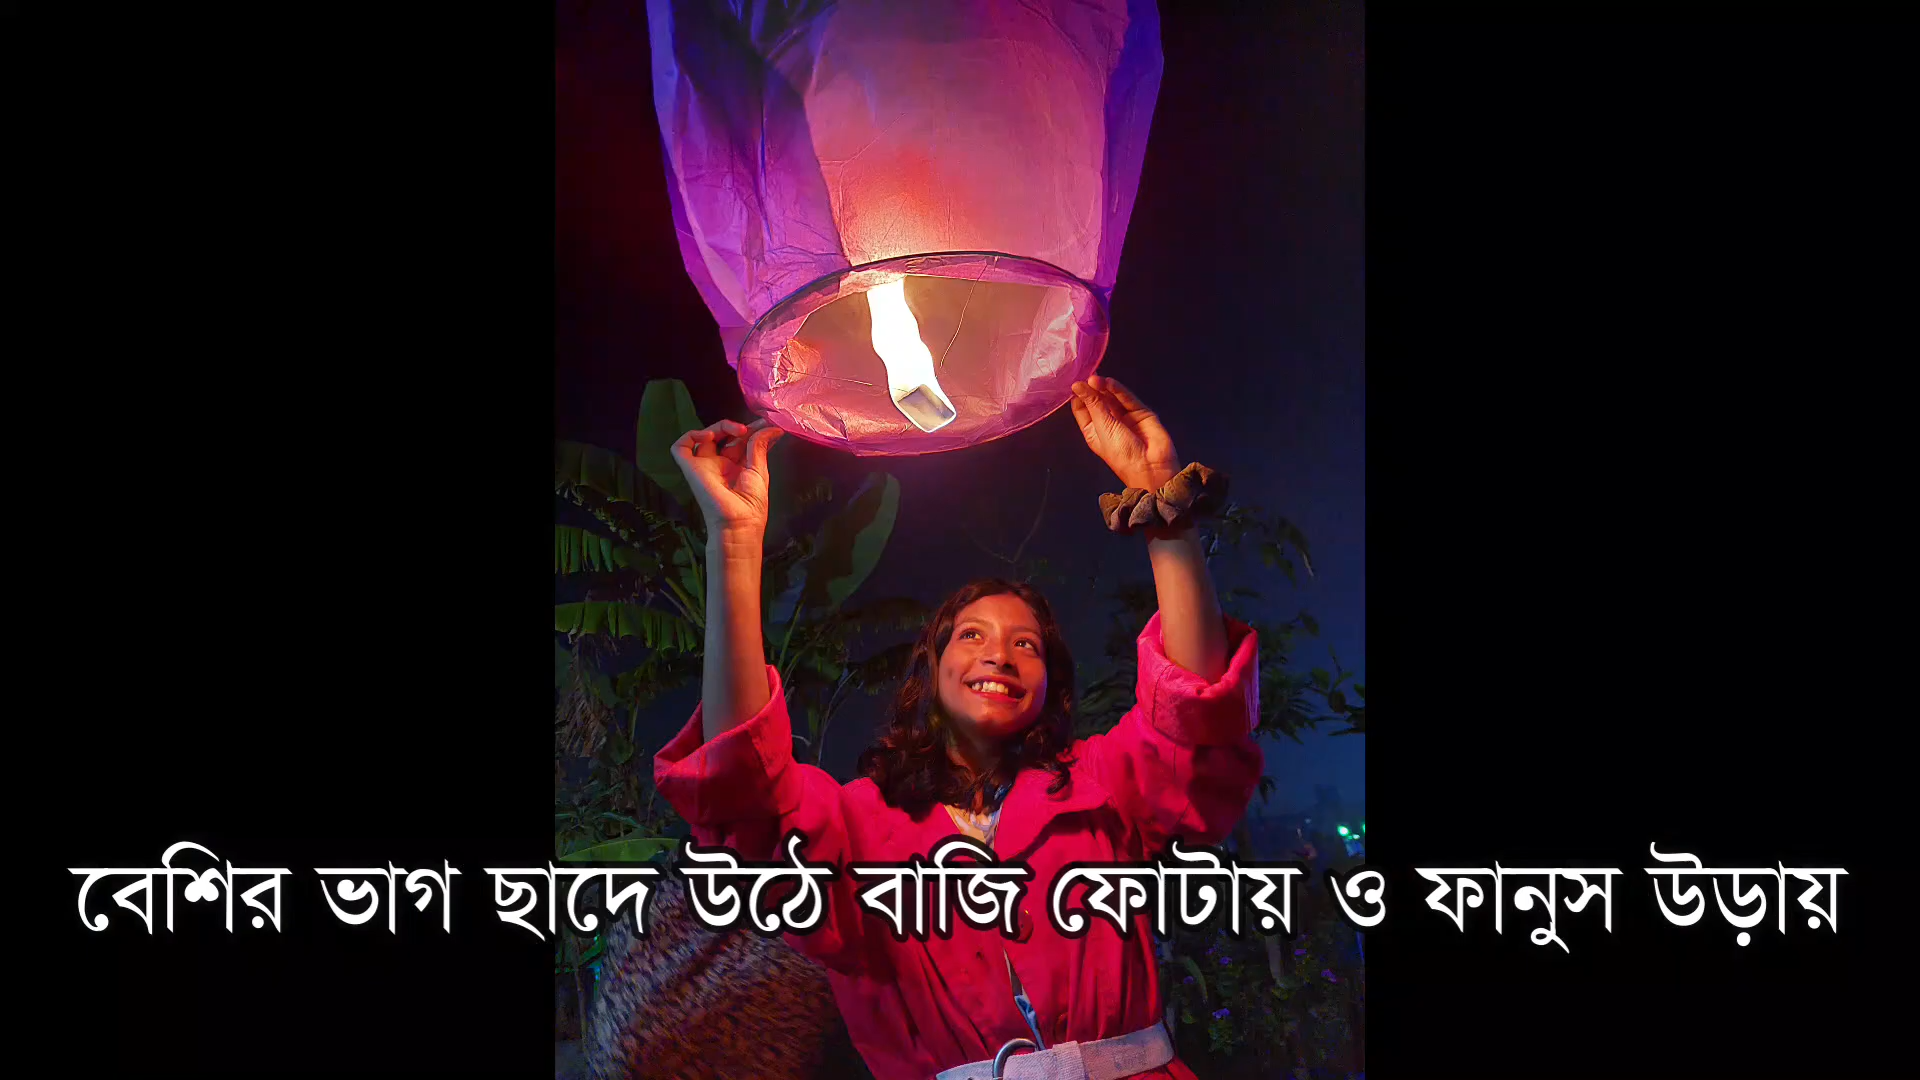 বেশির ভাগ ছাদে উঠে বাজি ফোটায় ও ফানুস উড়ায়